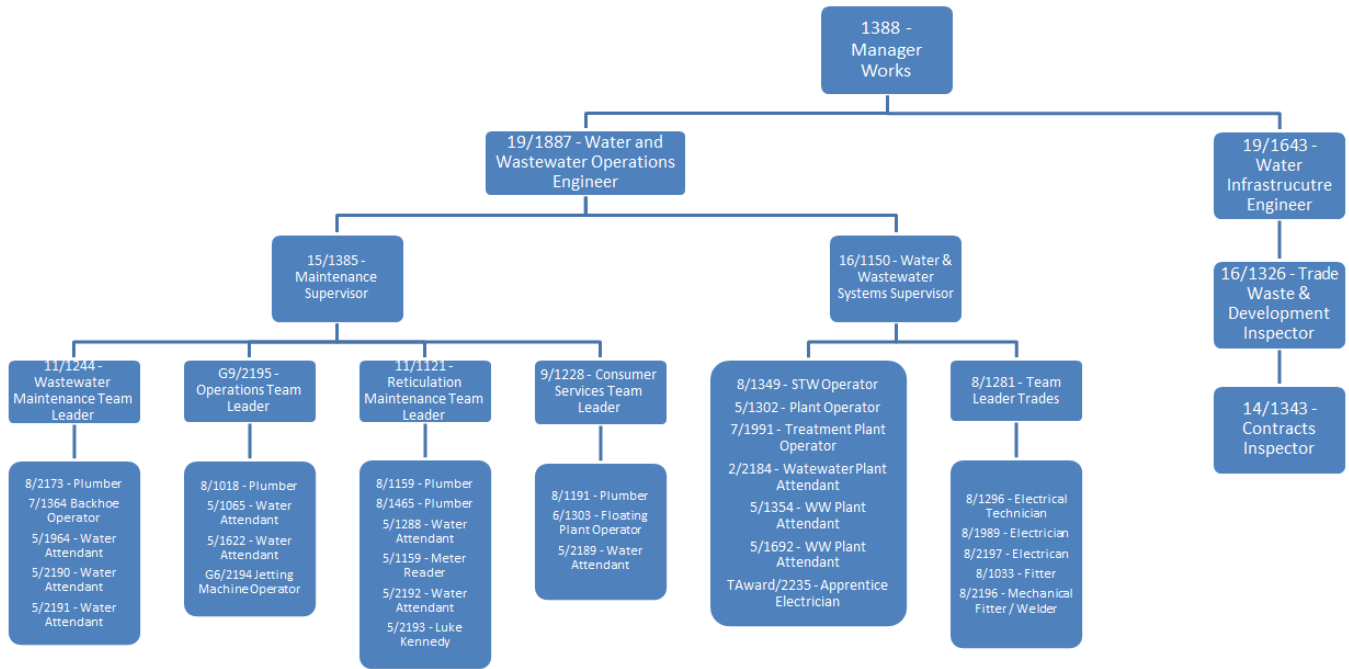 1388 -
Manager
Works
19/1887 - Water and
Wastewater Operations
Engineer
19/1643 -
Water
Infrastrucutre
Engineer
15/1385 -
Maintenance
Supervisor
16/1150 - Water &
Wastewater
Systems Supervisor
16/1326 - Trade
Waste &
Development
Inspector
14/1343 -
Contracts
Inspector
11/1244 -
Wastewater
Maintenance Team
Leader
G9/2195 -
Operations Team
Leader
11/1121 -
Reticulation
Maintenance Team
Leader
9/1228 - Consumer
Services Team
Leader
8/1281 - Team
Leader Trades
8/2173 - Plumber
7/1364 Backhoe
Operator
5/1964 - Water
Attendant
5/2190 - Water
Attendant
5/2191 - Water
Attendant
8/1018 - Plumber
5/1065 - Water
Attendant
5/1622 - Water
Attendant
G6/2194 Jetting
Machine Operator
8/1159 - Plumber
8/1465 - Plumber
5/1288 - Water
Attendant
5/1159 - Meter
Reader
5/2192 - Water
Attendant
5/2193 - Luke
Kennedy
8/1191 - Plumber
6/1303 - Floating
Plant Operator
5/2189 - Water
Attendant
8/1349 - STW Operator
5/1302 - Plant Operator
7/1991 - Treatment Plant
Operator
2/2184 - Watewater Plant
Attendant
5/1354 - WW Plant
Attendant
5/1692 - WW Plant
Attendant
TAward/2235 - Apprentice
Electrician
8/1296 - Electrical
Technician
8/1989 - Electrician
8/2197 - Electrican
8/1033 - Fitter
8/2196 - Mechanical
Fitter / Welder